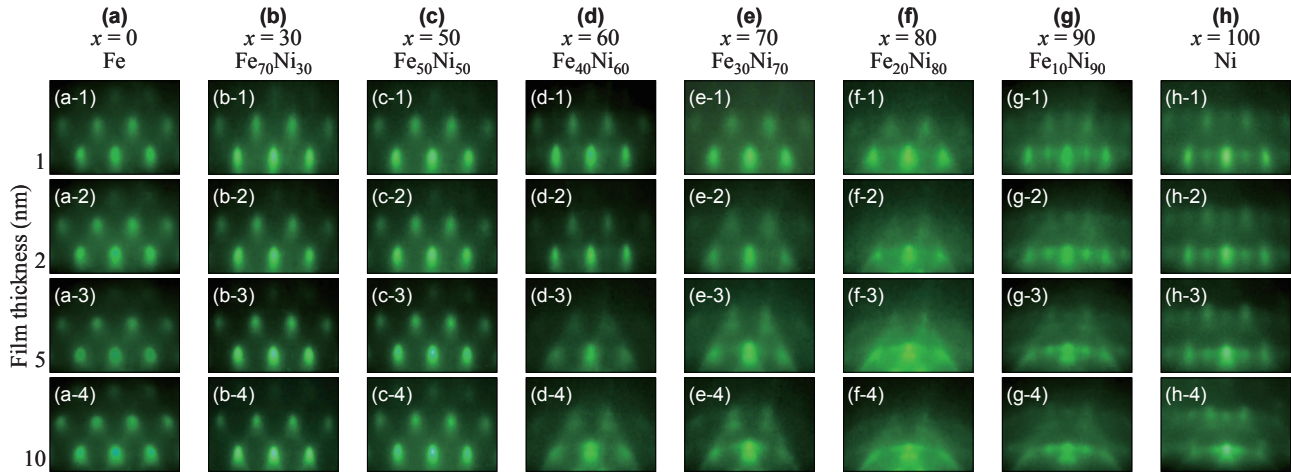 (a) (b) (c) (d) (e) (f) (g) (h)
x = 0 x = 30 x = 50 x = 60 x = 70 x = 80 x = 90 x = 100
Fe Fe₇₀Ni₃₀ Fe₅₀Ni₅₀ Fe₄₀Ni₆₀ Fe₃₀Ni₇₀ Fe₂₀Ni₈₀ Fe₁₀Ni₉₀ Ni
(a-1) (b-1) (c-1) (d-1) (e-1) (f-1) (g-1) (h-1)
1
(a-2) (b-2) (c-2) (d-2) (e-2) (f-2) (g-2) (h-2)
2
(a-3) (b-3) (c-3) (d-3) (e-3) (f-3) (g-3) (h-3)
5
(a-4) (b-4) (c-4) (d-4) (e-4) (f-4) (g-4) (h-4)
10
Film thickness (nm)